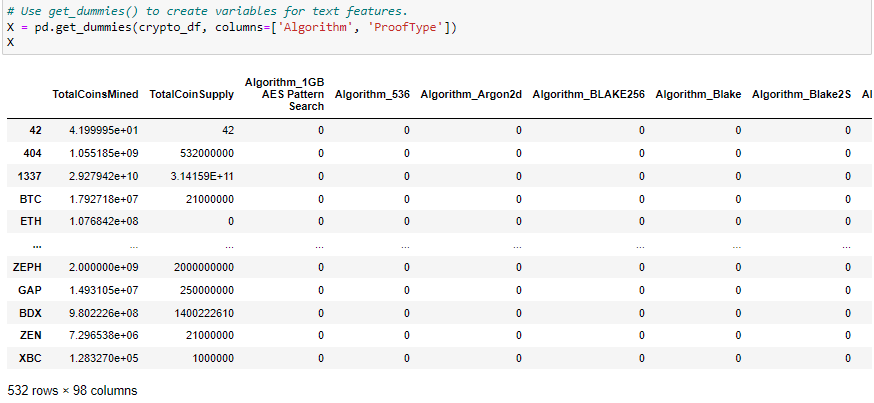 # Use get_dummies() to create variables for text features.
X = pd.get_dummies(crypto_df, columns=['Algorithm', 'ProofType'])
X
TotalCoinsMined TotalCoinSupply Algorithm_1GB AES Pattern Search Algorithm_536 Algorithm_Argon2d Algorithm_BLAKE256 Algorithm_Blake Algorithm_Blake2S Al
42 4.199995e+01 42 0 0 0 0 0 0
404 1.055185e+09 532000000 0 0 0 0 0 0
1337 2.927942e+10 3.14159E+11 0 0 0 0 0 0
BTC 1.792718e+07 21000000 0 0 0 0 0 0
ETH 1.076842e+08 0 0 0 0 0 0 0
... ... ... ... ... ... ... ... ...
ZEPH 2.000000e+09 2000000000 0 0 0 0 0 0
GAP 1.493105e+07 250000000 0 0 0 0 0 0
BDX 9.802226e+08 1400222610 0 0 0 0 0 0
ZEN 7.296538e+06 21000000 0 0 0 0 0 0
XBC 1.283270e+05 1000000 0 0 0 0 0 0
532 rows × 98 columns